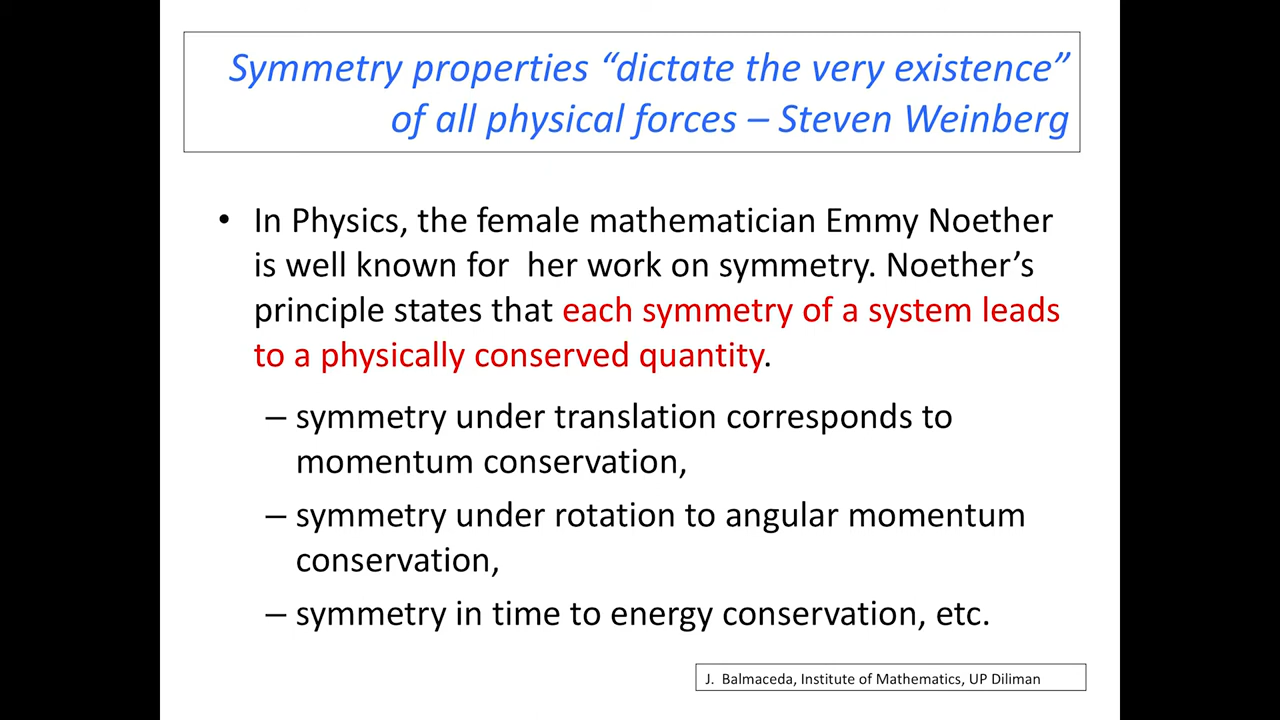 Symmetry properties “dictate the very existence”
of all physical forces – Steven Weinberg
• In Physics, the female mathematician Emmy Noether
is well known for  her work on symmetry. Noether’s
principle states that each symmetry of a system leads
to a physically conserved quantity.
– symmetry under translation corresponds to
momentum conservation,
– symmetry under rotation to angular momentum
conservation,
– symmetry in time to energy conservation, etc.
J.  Balmaceda, Institute of Mathematics, UP Diliman